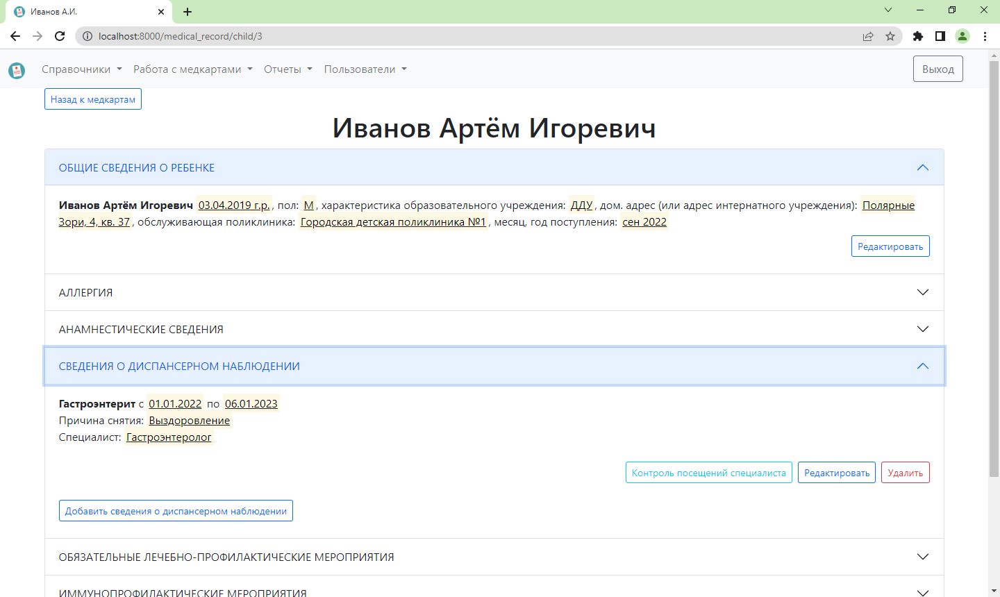 Иванов А.И.
localhost:8000/medical_record/child/3
Справочники Работа с медкартами Отчеты Пользователи Выход
Назад к медкартам
Иванов Артём Игоревич
ОБЩИЕ СВЕДЕНИЯ О РЕБЕНКЕ
Иванов Артём Игоревич 03.04.2019 г.р., пол: М, характеристика образовательного учреждения: ДДУ, дом. адрес (или адрес интернатного учреждения): Полярные
Зори, 4, кв. 37, обслуживающая поликлиника: Городская детская поликлиника №1, месяц, год поступления: сен 2022
Редактировать
АЛЛЕРГИЯ
АНАМНЕСТИЧЕСКИЕ СВЕДЕНИЯ
СВЕДЕНИЯ О ДИСПАНСЕРНОМ НАБЛЮДЕНИИ
Гастроэнтерит с 01.01.2022 по 06.01.2023
Причина снятия: Выздоровление
Специалист: Гастроэнтеролог
Контроль посещений специалиста Редактировать Удалить
Добавить сведения о диспансерном наблюдении
ОБЯЗАТЕЛЬНЫЕ ЛЕЧЕБНО-ПРОФИЛАКТИЧЕСКИЕ МЕРОПРИЯТИЯ
ИММУНОПРОФИЛАКТИЧЕСКИЕ МЕРОПРИЯТИЯ